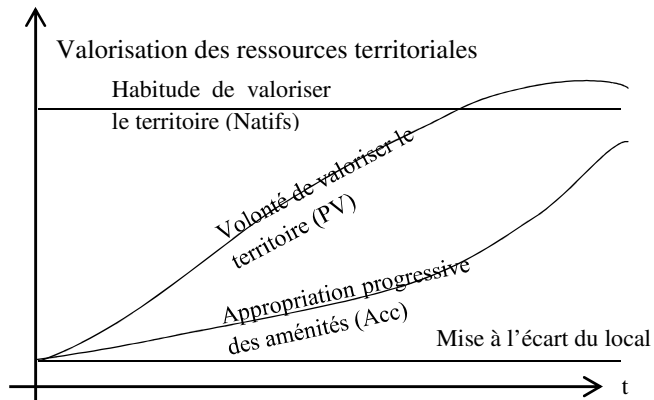 Valorisation des ressources territoriales
Habitude de valoriser
le territoire (Natifs)
Volonté de valoriser le
territoire (PV)
Appropriation progressive
des aménités (Acc)
Mise à l'écart du local
t